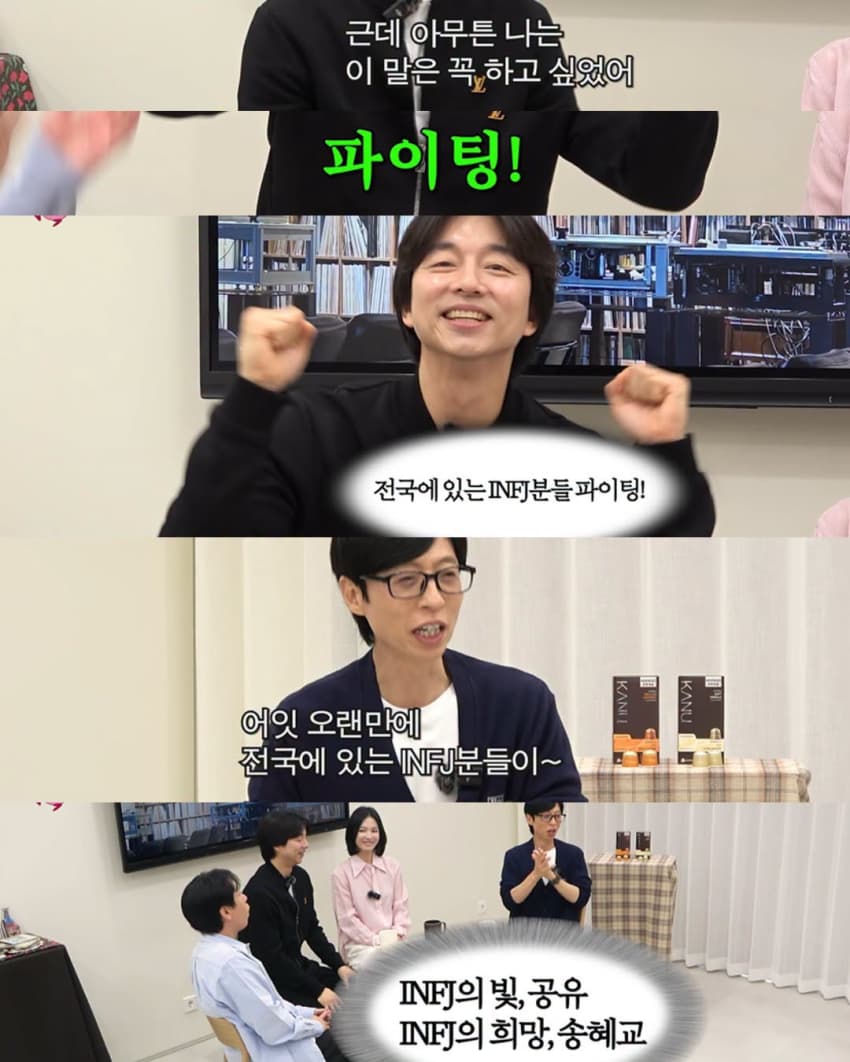 근데 아무튼 나는
이 말은 꼭 하고 싶었어
파이팅!
전국에 있는 INFJ분들 파이팅!
어잇 오랜만에
전국에 있는 INFJ분들이~
KANU
KANU
INFJ의 빛, 공유
INFJ의 희망, 송혜교